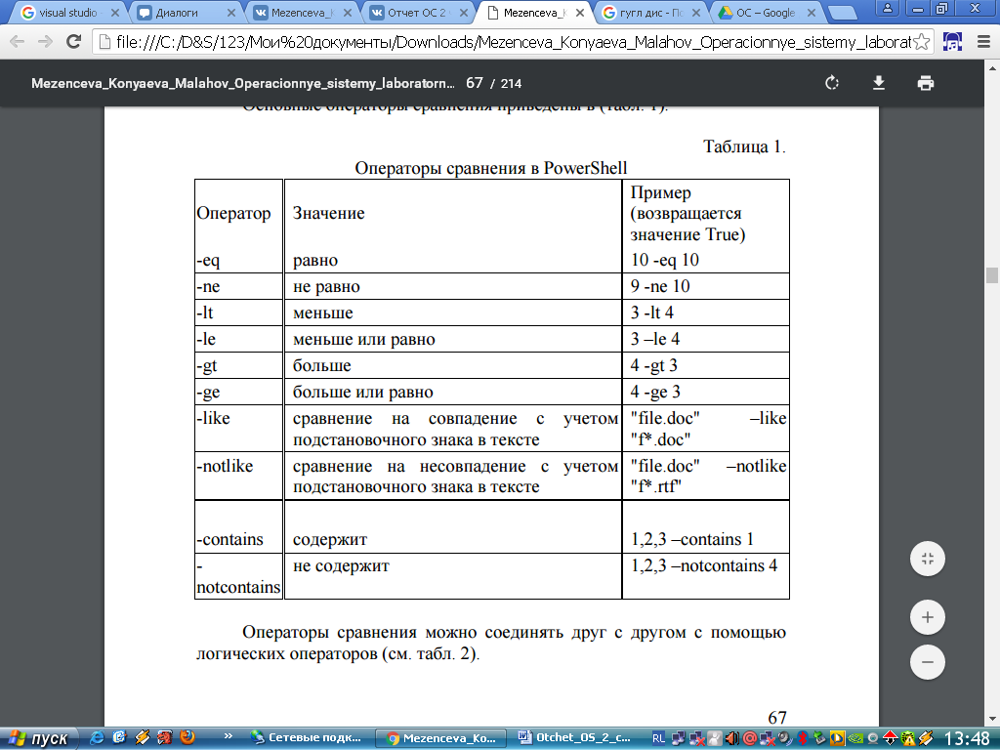 visual studio
Диалоги
Mezenceva_
Отчет ОС 2
Mezenceva_
гугл дис - По
ОС – Google
file:///C:/D&S/123/Мои%20документы/Downloads/Mezenceva_Konyaeva_Malahov_Operacionnye_sistemy_laborat
Mezenceva_Konyaeva_Malahov_Operacionnye_sistemy_laboratorn... 67 / 214
Основные операторы сравнения приведены в (табл. 1).
Таблица 1.
Операторы сравнения в PowerShell
Оператор Значение Пример (возвращается значение True)
-eq равно 10 -eq 10
-ne не равно 9 -ne 10
-lt меньше 3 -lt 4
-le меньше или равно 3 –le 4
-gt больше 4 -gt 3
-ge больше или равно 4 -ge 3
-like сравнение на совпадение с учетом "file.doc" –like
подстановочного знака в тексте "f*.doc"
-notlike сравнение на несовпадение с учетом "file.doc" –notlike
подстановочного знака в тексте "f*.rtf"
-contains содержит 1,2,3 –contains 1
- не содержит 1,2,3 –notcontains 4
notcontains
Операторы сравнения можно соединять друг с другом с помощью
логических операторов (см. табл. 2).
67
пуск
»
Сетевые подк...
Mezenceva_Ko...
Otchet_OS_2_c...
RL
13:48